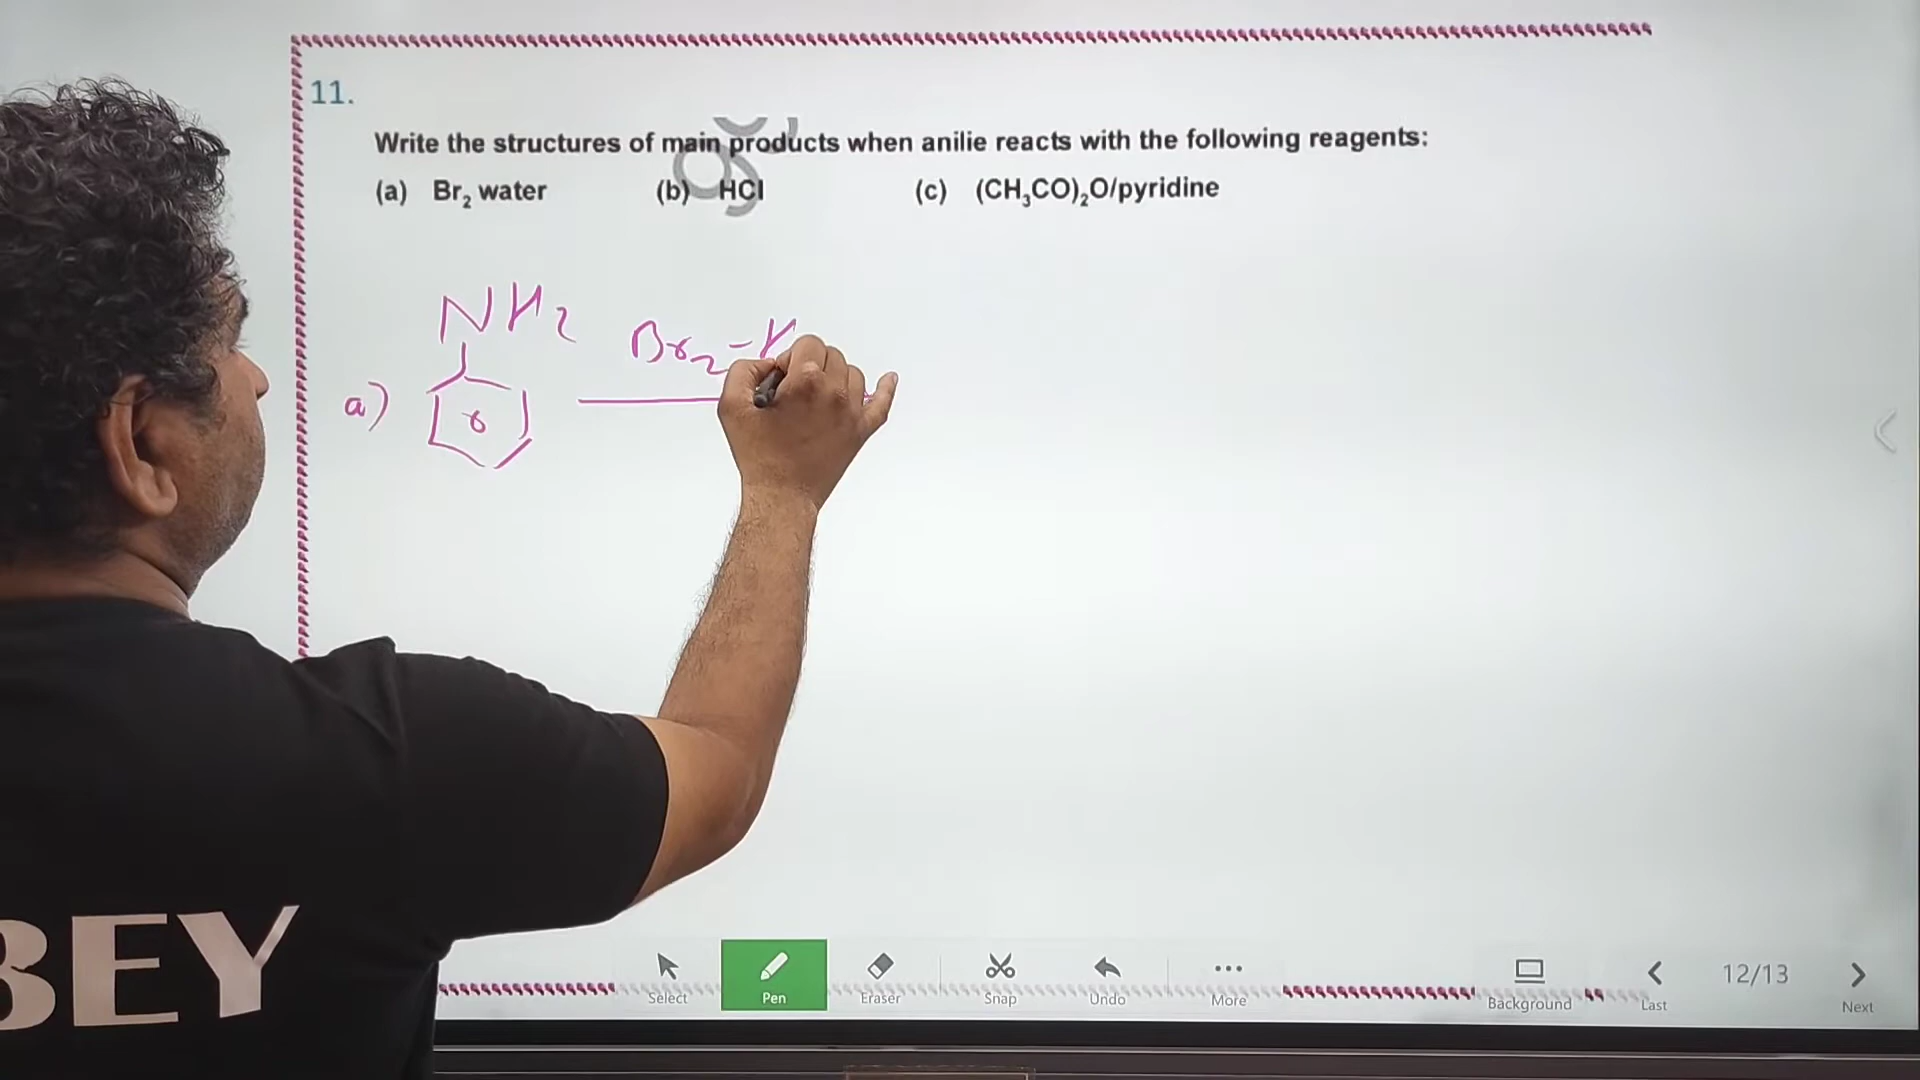 11.
Write the structures of main products when anilie reacts with the following reagents:
(a) Br₂ water (b) HCl (c) (CH₃CO)₂O/pyridine
NH₂
Br₂-
a)
BEY
Select Pen Eraser Snap Undo More Background Last 12/13 Next